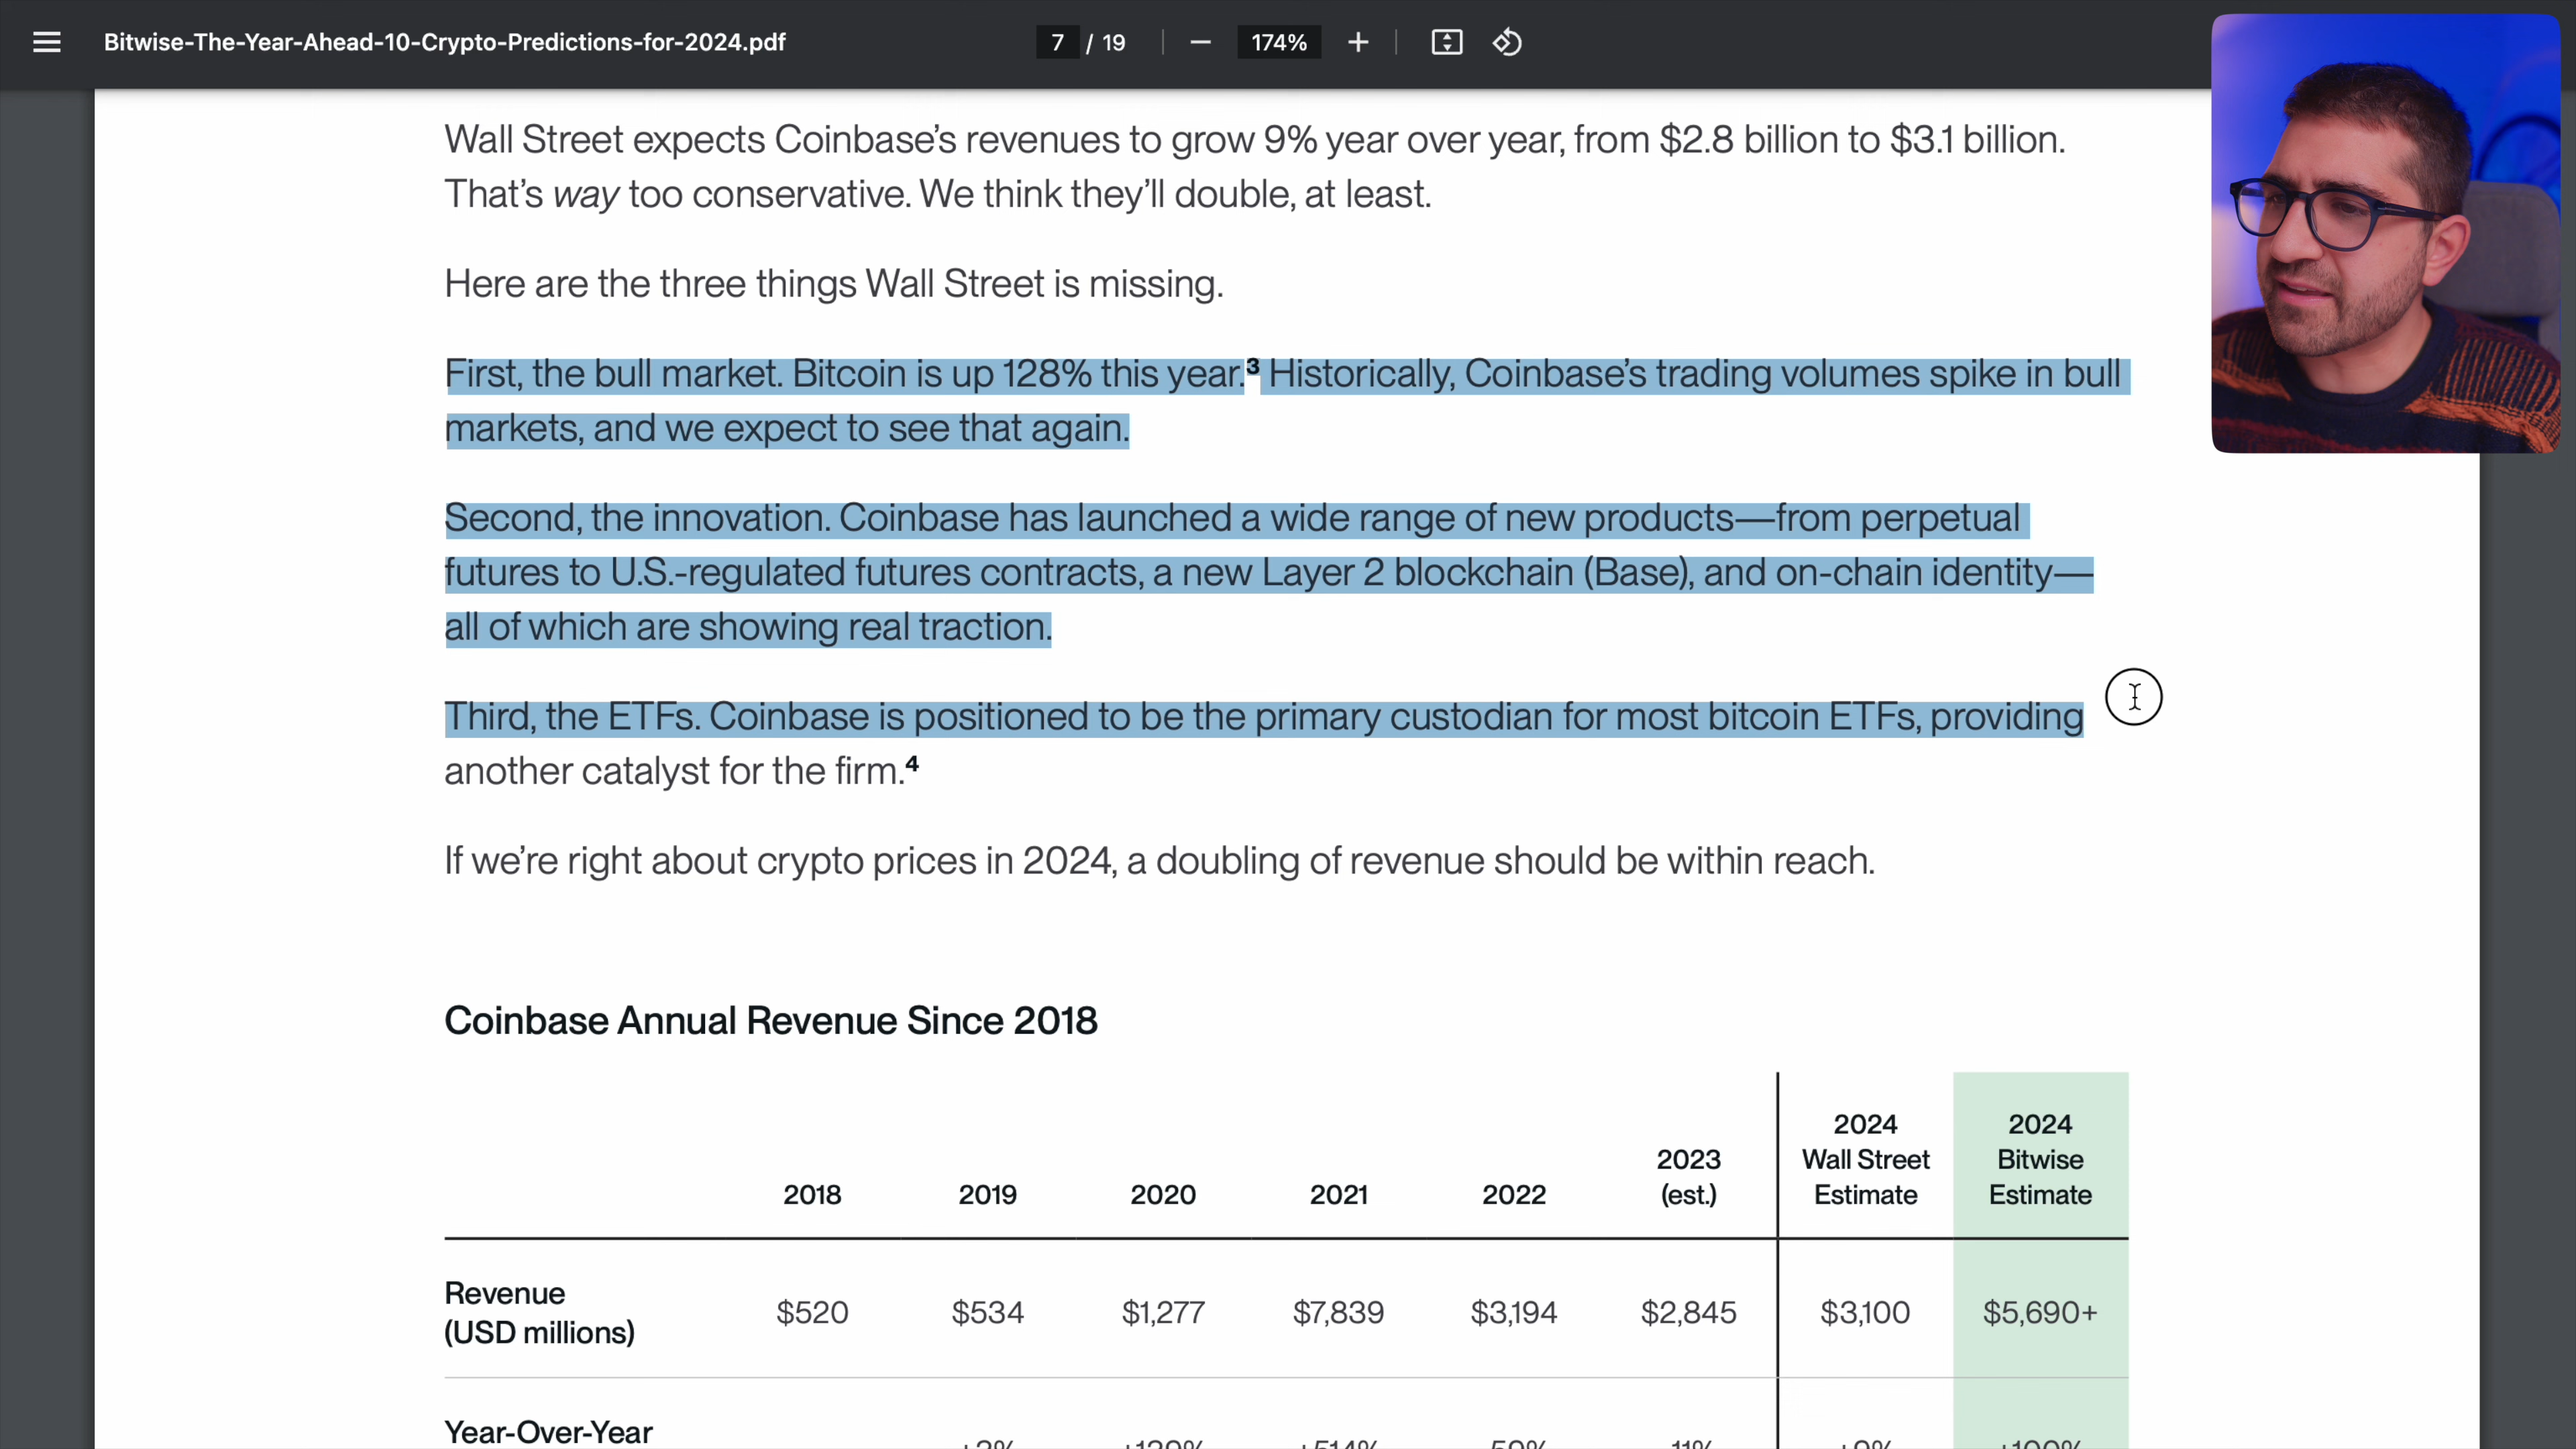 Bitwise-The-Year-Ahead-10-Crypto-Predictions-for-2024.pdf
7 / 19
174%
Wall Street expects Coinbase's revenues to grow 9% year over year, from $2.8 billion to $3.1 billion.
That's way too conservative. We think they'll double, at least.
Here are the three things Wall Street is missing.
First, the bull market. Bitcoin is up 128% this year.3 Historically, Coinbase's trading volumes spike in bull
markets, and we expect to see that again.
Second, the innovation. Coinbase has launched a wide range of new products—from perpetual
futures to U.S.-regulated futures contracts, a new Layer 2 blockchain (Base), and on-chain identity—
all of which are showing real traction.
Third, the ETFs. Coinbase is positioned to be the primary custodian for most bitcoin ETFs, providing
another catalyst for the firm.4
If we're right about crypto prices in 2024, a doubling of revenue should be within reach.
Coinbase Annual Revenue Since 2018
2018 2019 2020 2021 2022 2023 (est.) 2024 Wall Street Estimate 2024 Bitwise Estimate
Revenue (USD millions) $520 $534 $1,277 $7,839 $3,194 $2,845 $3,100 $5,690+
Year-Over-Year